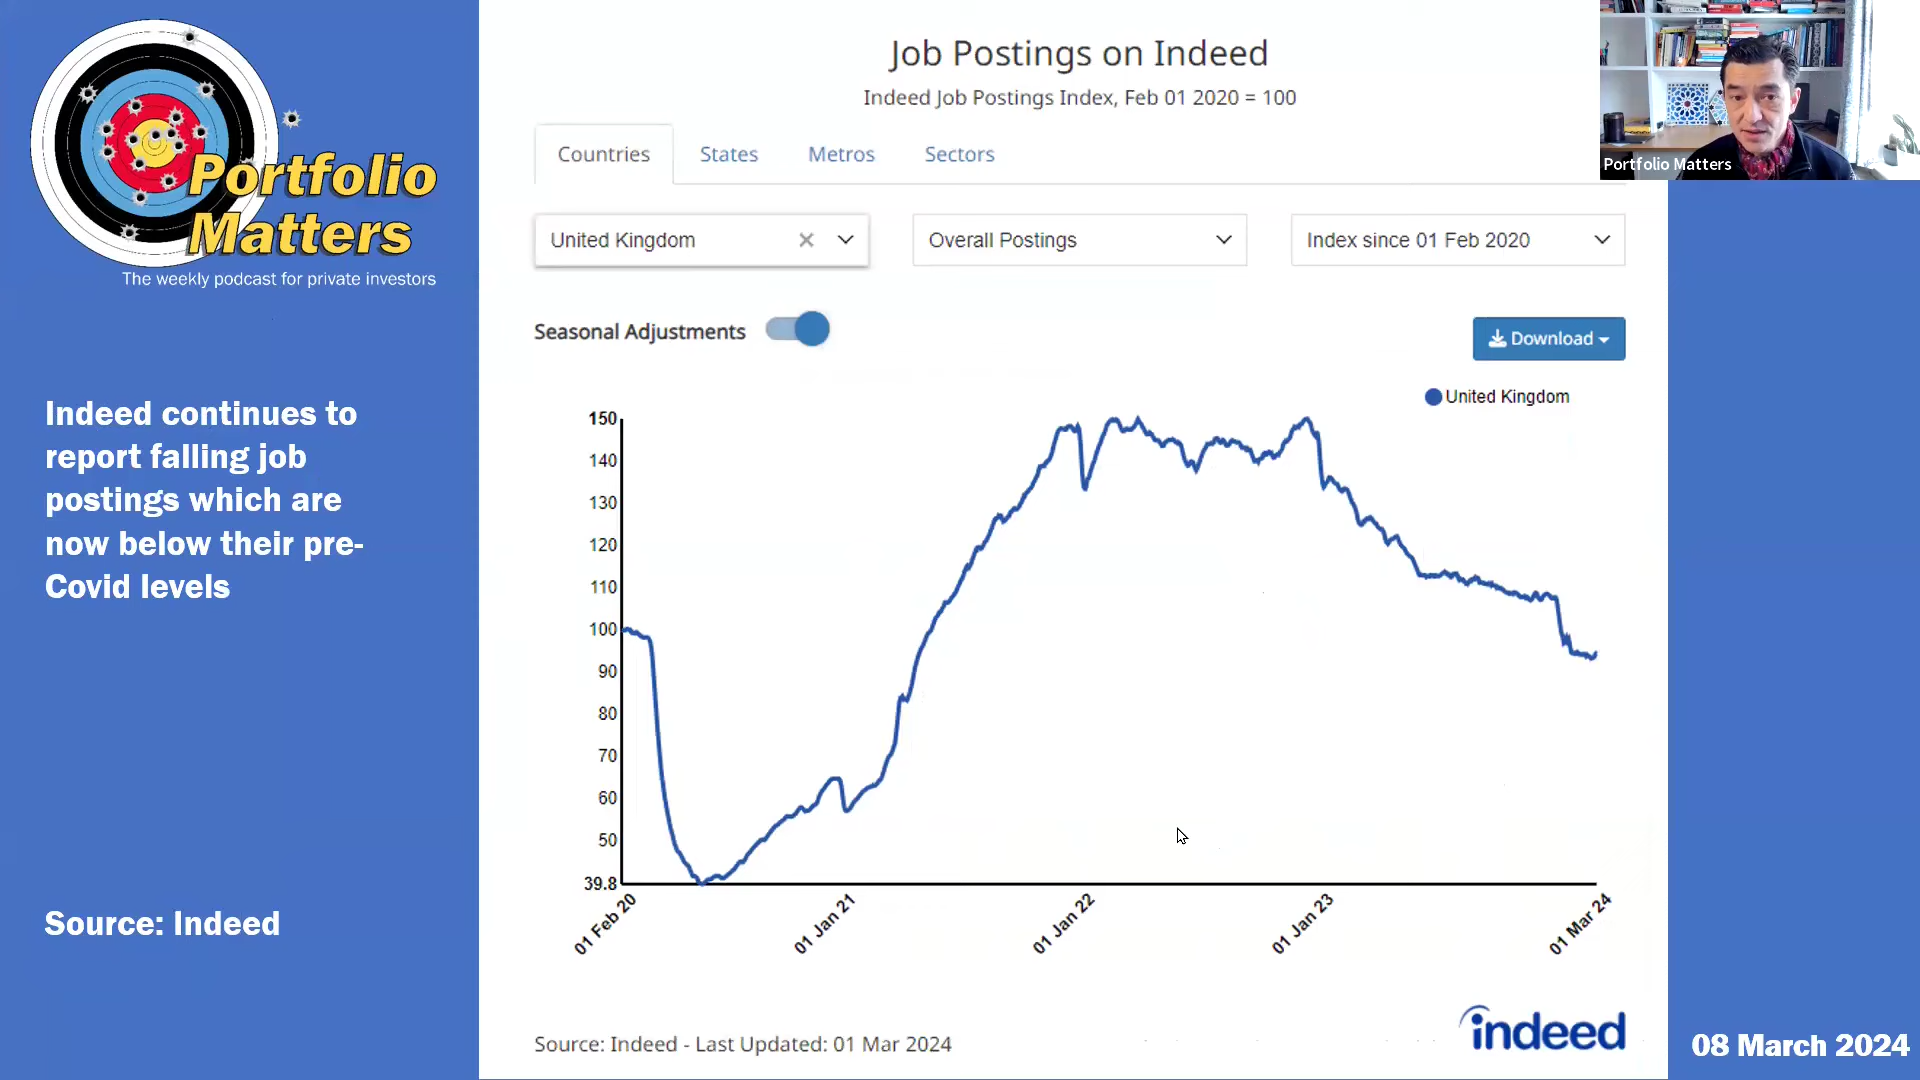 Portfolio
Matters
The weekly podcast for private investors
Indeed continues to
report falling job
postings which are
now below their pre-
Covid levels
Source: Indeed
Job Postings on Indeed
Indeed Job Postings Index, Feb 01 2020 = 100
Countries States Metros Sectors
United Kingdom Overall Postings Index since 01 Feb 2020
Seasonal Adjustments
Download
United Kingdom
150
140
130
120
110
100
90
80
70
60
50
39.8
01 Feb 20 01 Jan 21 01 Jan 22 01 Jan 23 01 Mar 24
Source: Indeed - Last Updated: 01 Mar 2024
indeed
Portfolio Matters
08 March 2024